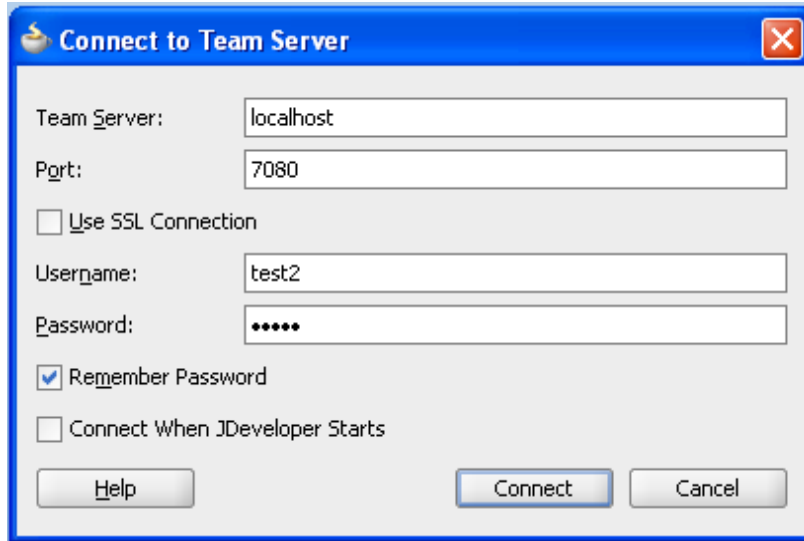 Connect to Team Server
Team Server: localhost
Port: 7080
Use SSL Connection
Username: test2
Password: •••••
Remember Password
Connect When JDeveloper Starts
Help Connect Cancel